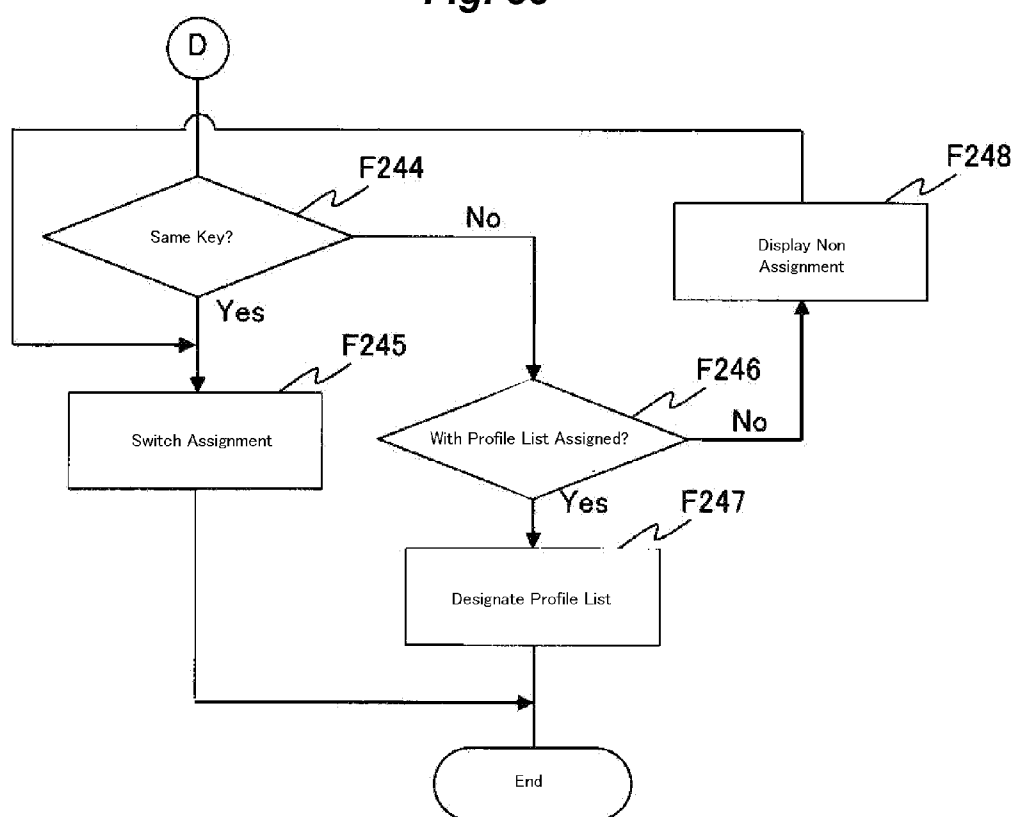 D
F244
F248
Same Key?
No
Display Non
Assignment
Yes
F245
F246
Switch Assignment
With Profile List Assigned?
No
Yes
F247
Designate Profile List
End